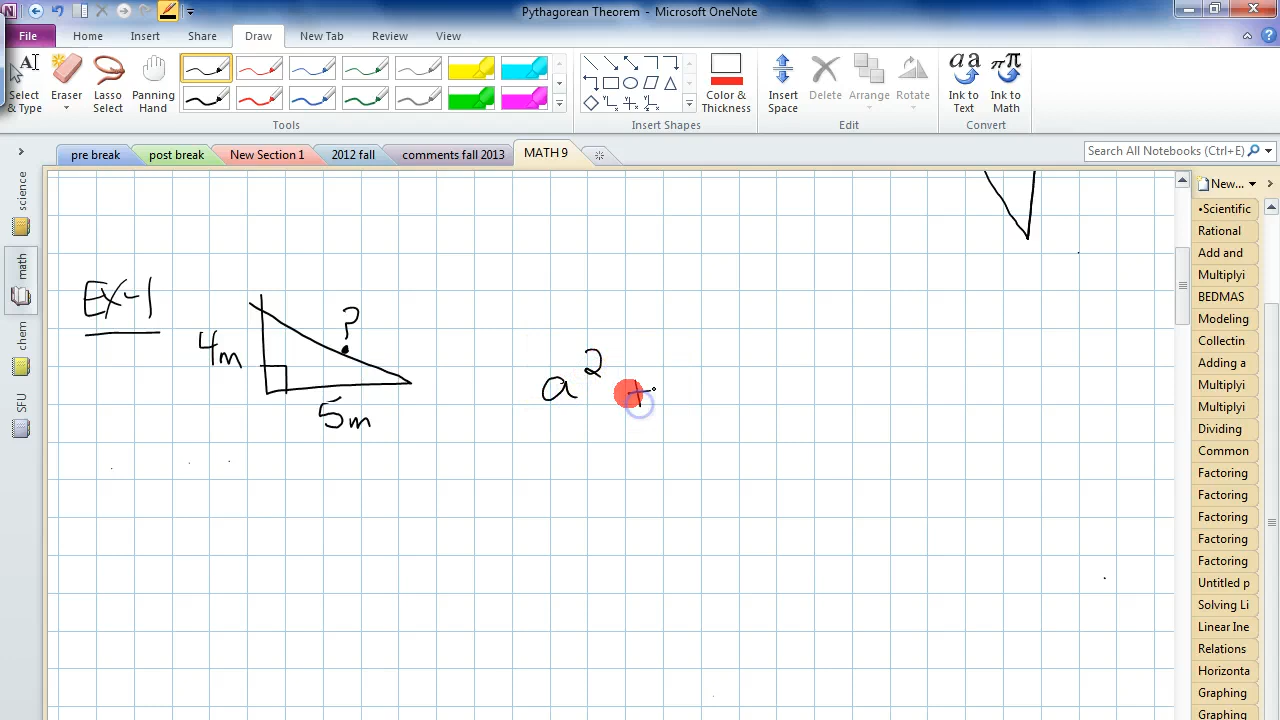 Pythagorean Theorem - Microsoft OneNote
File Home Insert Share Draw New Tab Review View
Select & Type
Eraser
Lasso Select
Panning Hand
Color & Thickness
Insert Space
Delete
Arrange
Rotate
Ink to Text
Ink to Math
Tools Insert Shapes Edit Convert
pre break post break New Section 1 2012 fall comments fall 2013 MATH 9
Search All Notebooks (Ctrl+E)
science
math
chem
SFU
Ex-1
?
4m
5m
a² +
New...
•Scientific
Rational
Add and
Multiplyi
BEDMAS
Modeling
Collectin
Adding a
Multiplyi
Multiplyi
Dividing
Common
Factoring
Factoring
Factoring
Factoring
Factoring
Untitled p
Solving Li
Linear Ine
Relations
Horizonta
Graphing
Graphing